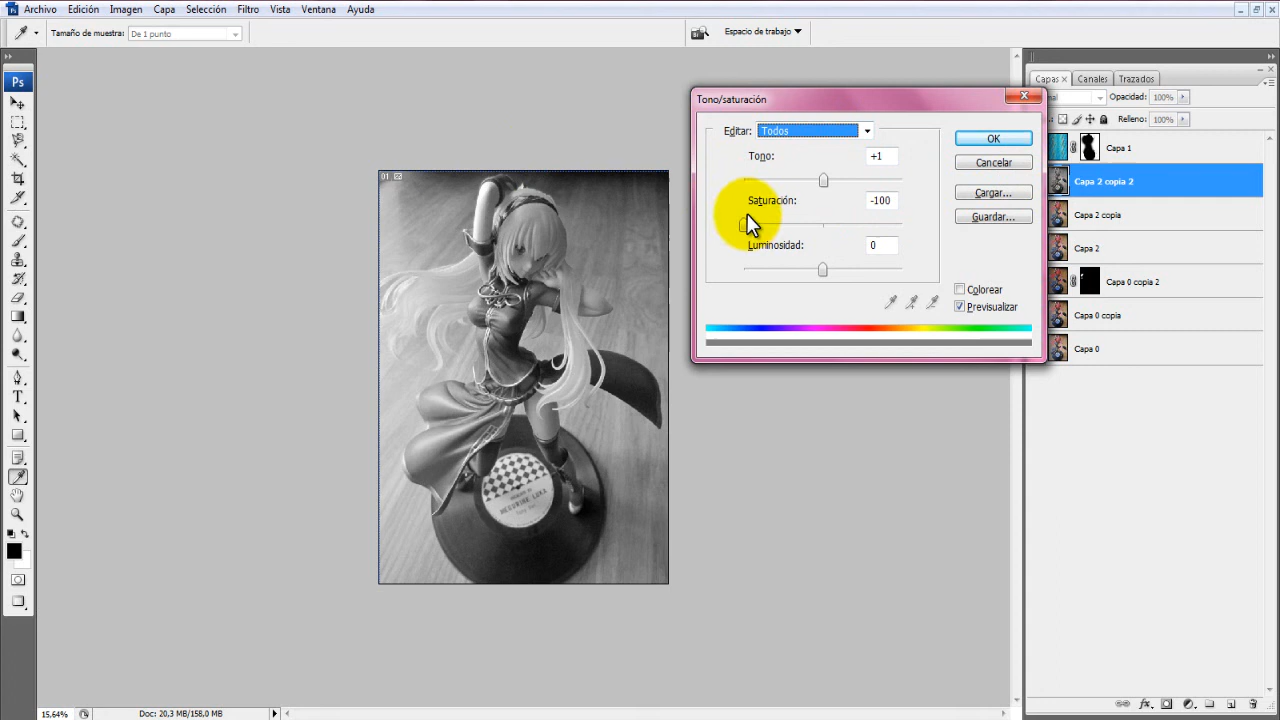 Archivo Edición Imagen Capa Selección Filtro Vista Ventana Ayuda
Tamaño de muestra: De 1 punto
Espacio de trabajo
Ps
Capas Canales Trazados
Opacidad: 100%
Relleno: 100%
Capa 1
Capa 2 copia 2
Capa 2 copia
Capa 2
Capa 0 copia 2
Capa 0 copia
Capa 0
Tono/saturación
Editar: Todos
Tono: +1
Saturación: -100
Luminosidad: 0
OK
Cancelar
Cargar...
Guardar...
Colorear
Previsualizar
01
15,64% Doc: 20,3 MB/158,0 MB